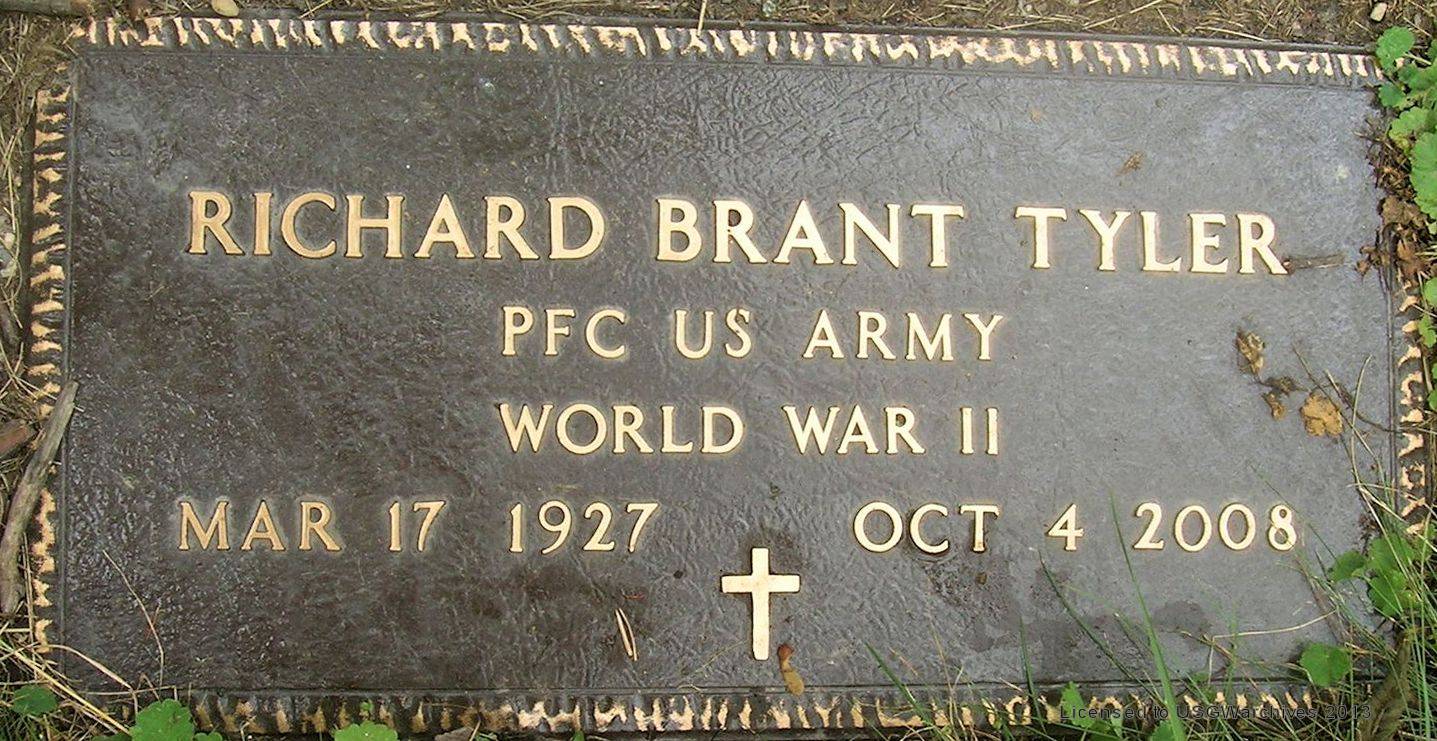 RICHARD BRANT TYLER
PFC US ARMY
WORLD WAR II
MAR 17 1927 OCT 4 2008
Licensed to USGWarchives 2013